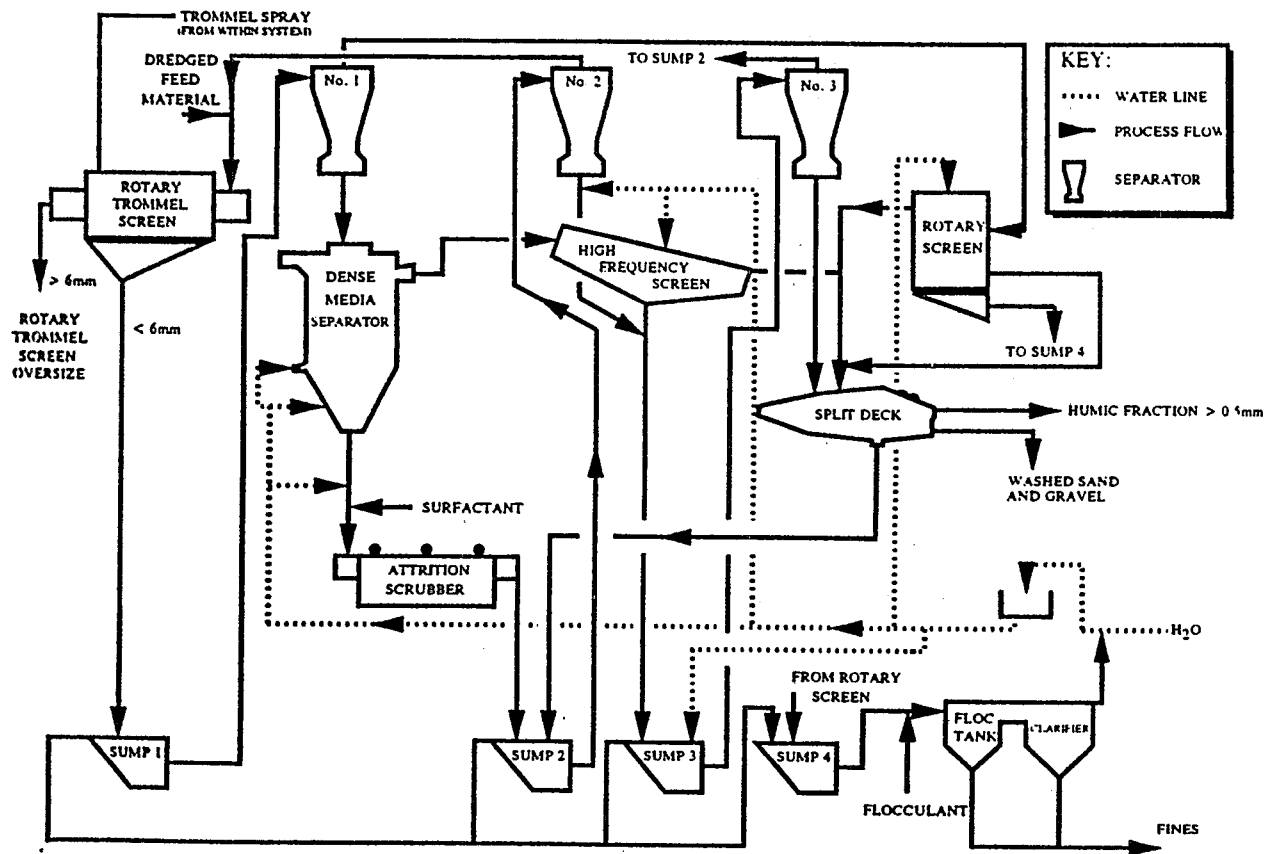 TROMMEL SPRAY
(FROM WITHIN SYSTEM)
DREDGED
FEED
MATERIAL
No. 1
No. 2
TO SUMP 2
No. 3
KEY:
WATER LINE
PROCESS FLOW
SEPARATOR
ROTARY
TROMMEL
SCREEN
ROTARY
SCREEN
HIGH
FREQUENCY
SCREEN
DENSE
MEDIA
SEPARATOR
> 6mm
< 6mm
ROTARY
TROMMEL
SCREEN
OVERSIZE
TO SUMP 4
SPLIT DECK
HUMIC FRACTION > 0 5mm
WASHED SAND
AND GRAVEL
SURFACTANT
ATTRITION
SCRUBBER
H2O
FROM ROTARY
SCREEN
FLOC
TANK
CLARIFIER
SUMP 1
SUMP 2
SUMP 3
SUMP 4
FLOCCULANT
FINES